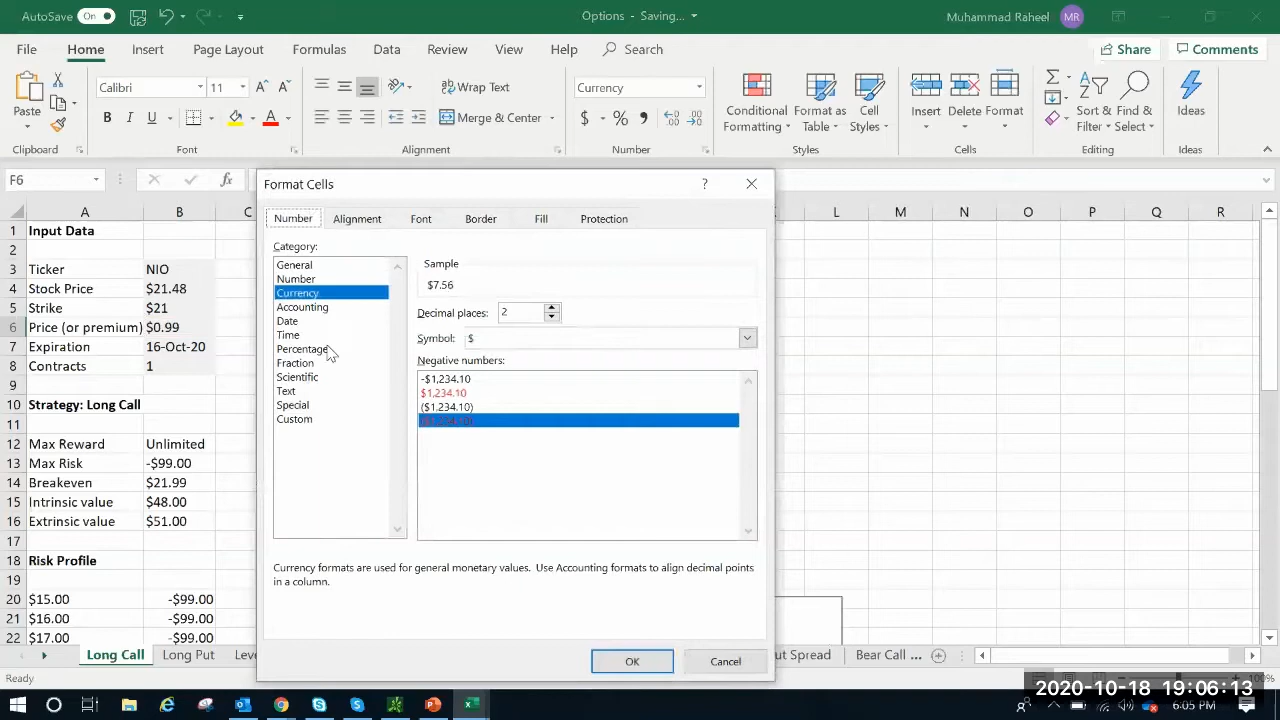 AutoSave On Options - Saving... Muhammad Raheel MR
File Home Insert Page Layout Formulas Data Review View Help Search Share Comments
Calibri 11 Wrap Text Currency
Paste B I U Merge & Center $ % Conditional Formatting Format as Table Cell Styles Insert Delete Format Sort & Filter Find & Select Ideas
Clipboard Font Alignment Number Styles Cells Editing Ideas
F6 fx
Format Cells ?
A B C L M N O P Q R
Number Alignment Font Border Fill Protection
Category:
General
Number
Currency
Accounting
Date
Time
Percentage
Fraction
Scientific
Text
Special
Custom
Sample
$7.56
Decimal places: 2
Symbol: $
Negative numbers:
-$1,234.10
$1,234.10
($1,234.10)
($1,234.10)
Currency formats are used for general monetary values. Use Accounting formats to align decimal points
in a column.
OK Cancel
1 Input Data
2
3 Ticker NIO
4 Stock Price $21.48
5 Strike $21
6 Price (or premium) $0.99
7 Expiration 16-Oct-20
8 Contracts 1
9
10 Strategy: Long Call
11
12 Max Reward Unlimited
13 Max Risk -$99.00
14 Breakeven $21.99
15 Intrinsic value $48.00
16 Extrinsic value $51.00
17
18 Risk Profile
19
20 $15.00 -$99.00
21 $16.00 -$99.00
22 $17.00 -$99.00
Long Call Long Put Leve ut Spread Bear Call ...
Ready 100%
2020-10-18 19:06:13
6:05 PM